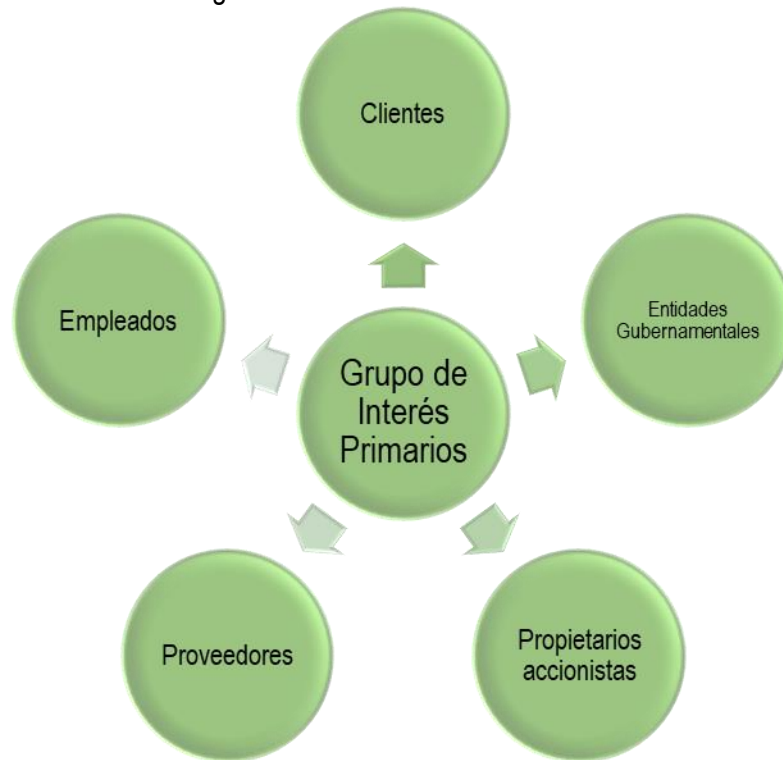 Clientes
Entidades
Gubernamentales
Propietarios
accionistas
Proveedores
Empleados
Grupo de
Interés
Primarios